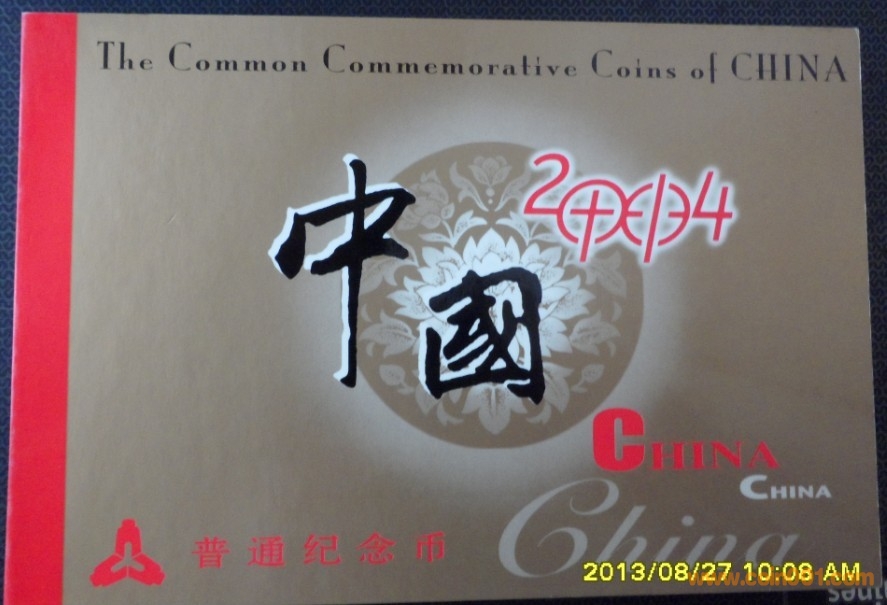 The Common Commemorative Coins of CHINA
2004
中
國
CHINA
CHINA
China
普通纪念币
2013/08/27 10:08 AM